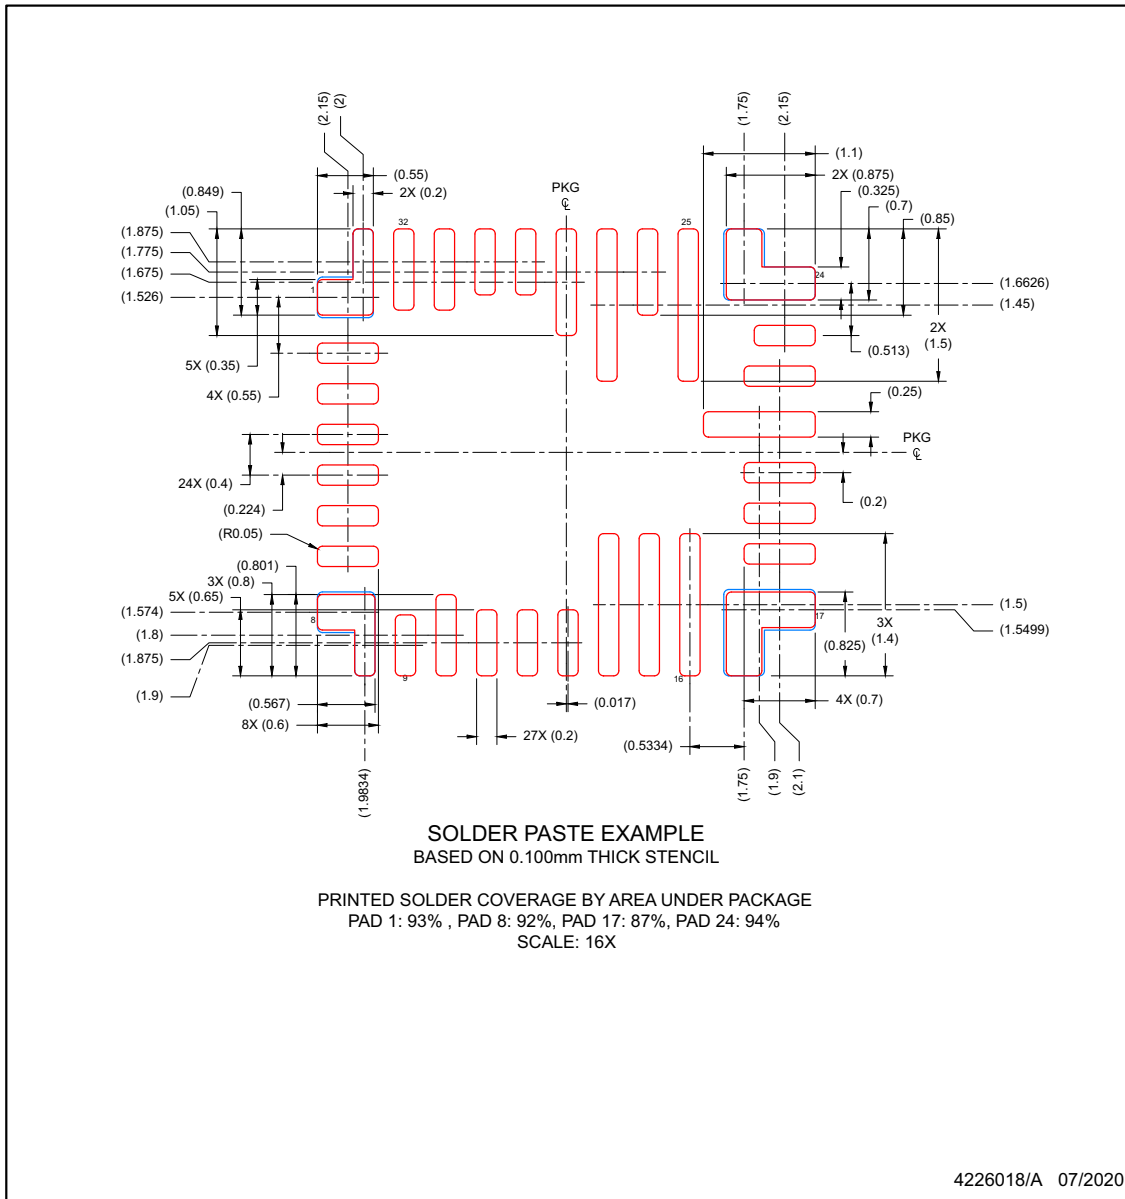 (2.15)
(2)
(1.75)
(2.15)
(0.55)
(1.1)
(0.849)
2X (0.2)
PKG
℄
2X (0.875)
(1.05)
(0.325)
(0.7)
(0.85)
(1.875)
32
25
(1.775)
(1.675)
24
1
(1.6626)
(1.526)
(1.45)
2X
(1.5)
(0.513)
5X (0.35)
4X (0.55)
(0.25)
PKG
℄
24X (0.4)
(0.2)
(0.224)
(R0.05)
(0.801)
3X (0.8)
5X (0.65)
(1.574)
8
17
(1.5)
3X
(1.4)
(1.5499)
(1.8)
(0.825)
(1.875)
9
16
(1.9)
(0.567)
(0.017)
4X (0.7)
8X (0.6)
27X (0.2)
(0.5334)
(1.9834)
(1.75)
(1.9)
(2.1)
SOLDER PASTE EXAMPLE
BASED ON 0.100mm THICK STENCIL
PRINTED SOLDER COVERAGE BY AREA UNDER PACKAGE
PAD 1: 93% , PAD 8: 92%, PAD 17: 87%, PAD 24: 94%
SCALE: 16X
4226018/A 07/2020